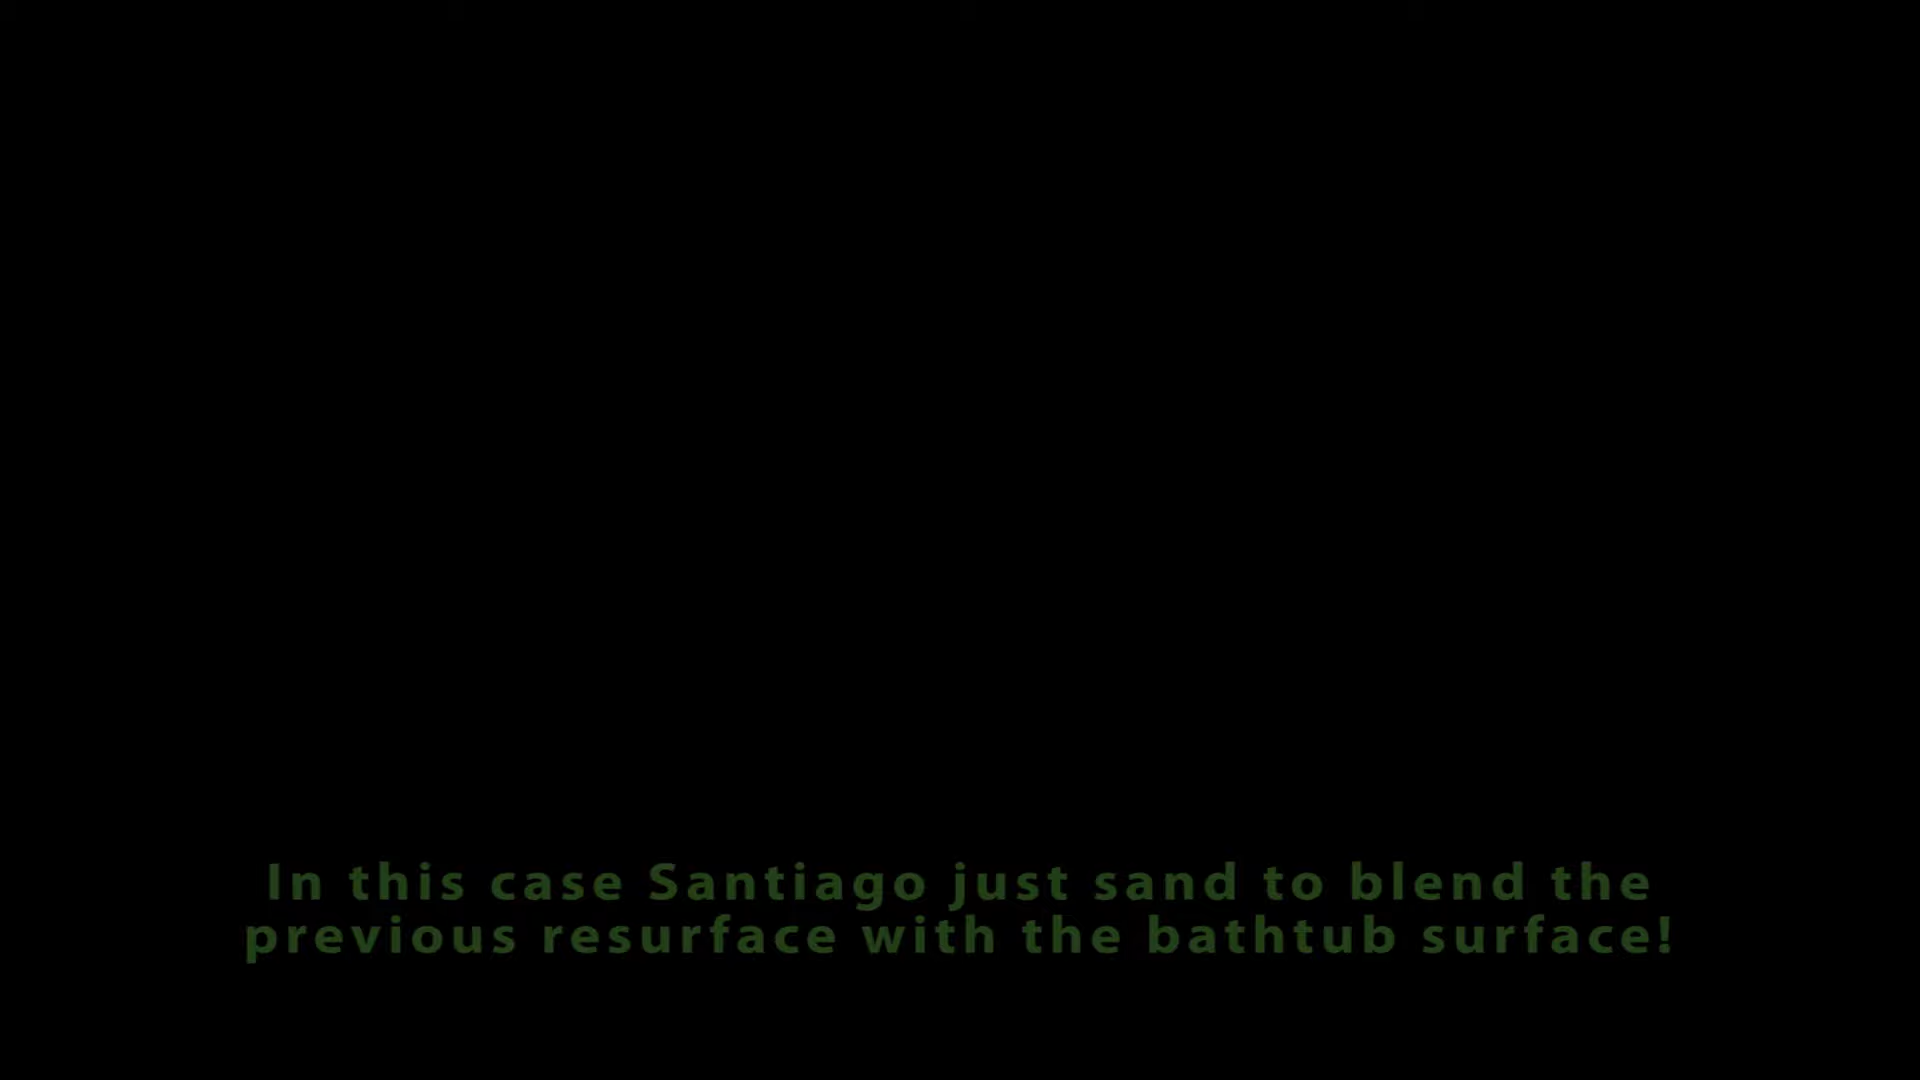 In this case Santiago just sand to blend the
previous resurface with the bathtub surface!